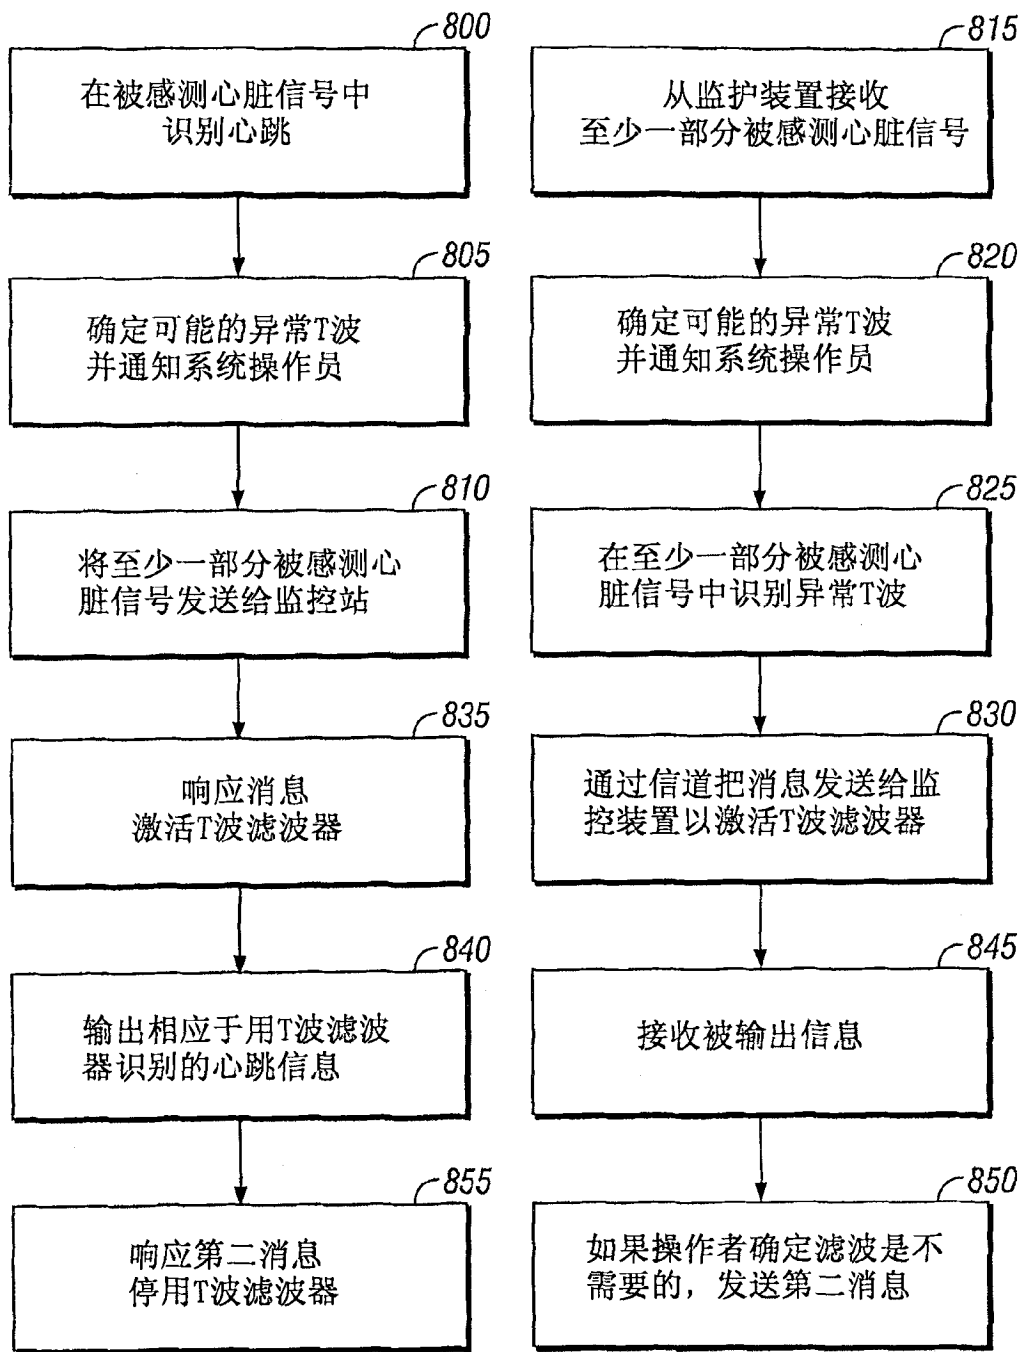 800
在被感测心脏信号中
识别心跳
805
确定可能的异常T波
并通知系统操作员
810
将至少一部分被感测心
脏信号发送给监控站
835
响应消息
激活T波滤波器
840
输出相应于用T波滤波
器识别的心跳信息
855
响应第二消息
停用T波滤波器
815
从监护装置接收
至少一部分被感测心脏信号
820
确定可能的异常T波
并通知系统操作员
825
在至少一部分被感测心
脏信号中识别异常T波
830
通过信道把消息发送给监
控装置以激活T波滤波器
845
接收被输出信息
850
如果操作者确定滤波是不
需要的，发送第二消息